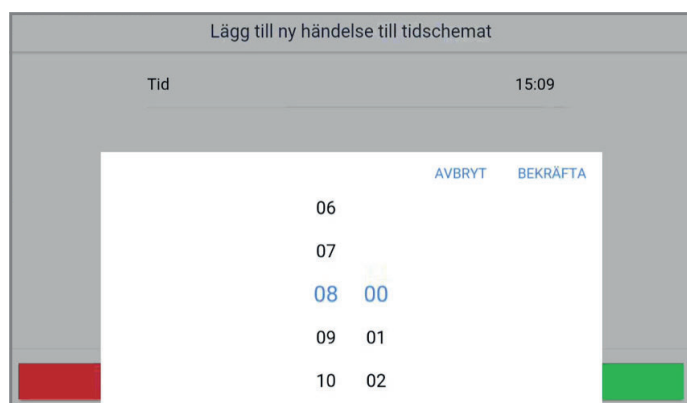 Lägg till ny händelse till tidschemat
Tid 15:09
AVBRYT BEKRÄFTA
06
07
08 00
09 01
10 02